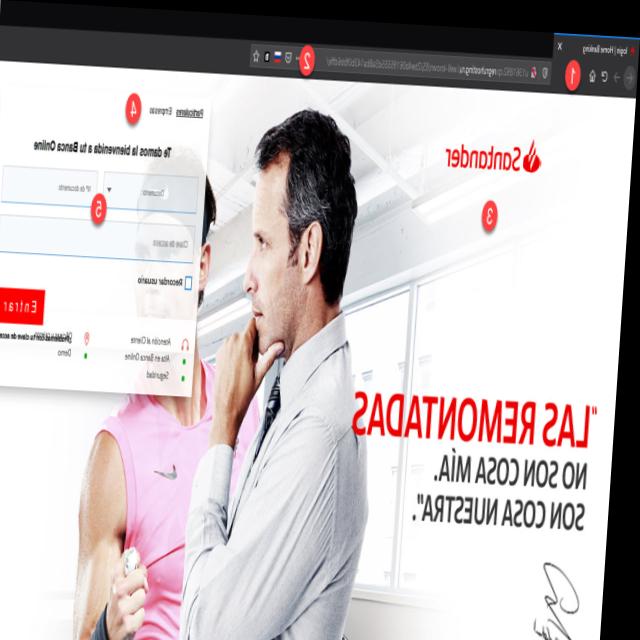 login | Home Banking
1
2
Santander
3
"LAS REMONTADAS
NO SON COSA MÍA.
SON COSA NUESTRA".
Particulares Empresas
4
Te damos la bienvenida a tu Banca Online
Documento
Nº de documento
5
Clave de acceso
Recordar usuario
Entrar
Atención al Cliente
Alta en Banca Online
Demo
Seguridad